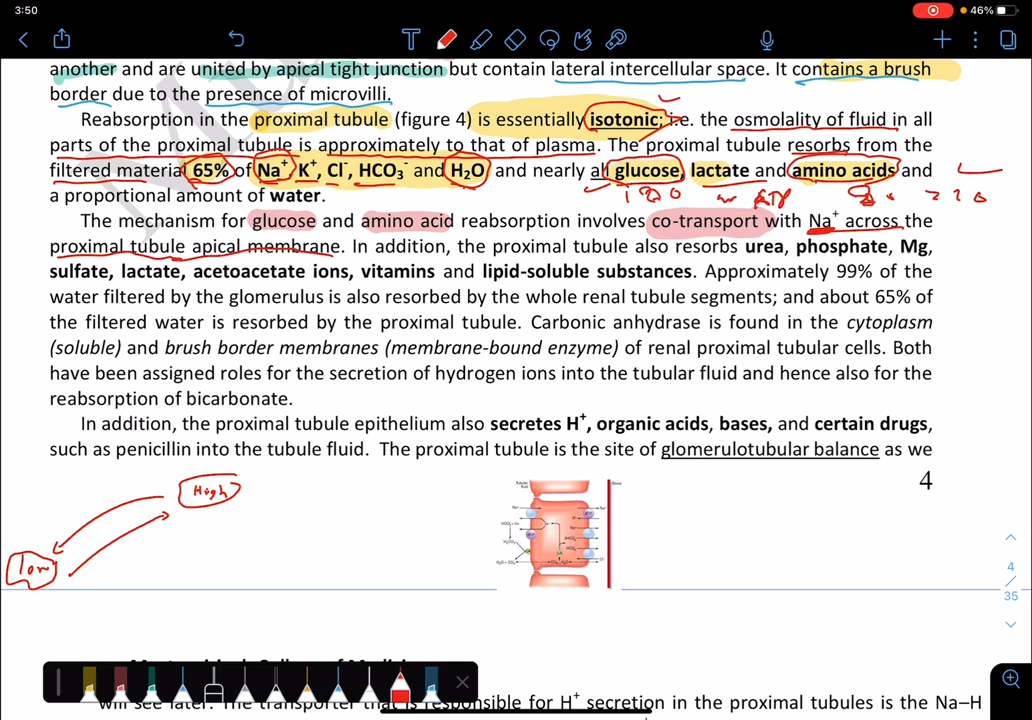 3:50
46%
another and are united by apical tight junction but contain lateral intercellular space. It contains a brush
border due to the presence of microvilli.
Reabsorption in the proximal tubule (figure 4) is essentially isotonic; i.e. the osmolality of fluid in all
parts of the proximal tubule is approximately to that of plasma. The proximal tubule resorbs from the
filtered material 65% of Na⁺ K⁺, Cl⁻, HCO₃⁻ and H₂O and nearly all glucose, lactate and amino acids and
a proportional amount of water.
The mechanism for glucose and amino acid reabsorption involves co-transport with Na⁺ across the
proximal tubule apical membrane. In addition, the proximal tubule also resorbs urea, phosphate, Mg,
sulfate, lactate, acetoacetate ions, vitamins and lipid-soluble substances. Approximately 99% of the
water filtered by the glomerulus is also resorbed by the whole renal tubule segments; and about 65% of
the filtered water is resorbed by the proximal tubule. Carbonic anhydrase is found in the cytoplasm
(soluble) and brush border membranes (membrane-bound enzyme) of renal proximal tubular cells. Both
have been assigned roles for the secretion of hydrogen ions into the tubular fluid and hence also for the
reabsorption of bicarbonate.
In addition, the proximal tubule epithelium also secretes H⁺, organic acids, bases, and certain drugs,
such as penicillin into the tubule fluid. The proximal tubule is the site of glomerulotubular balance as we
4
High
low
Tubular fluid
Blood
4
/
35
responsible for H⁺ secretion in the proximal tubules is the Na–H